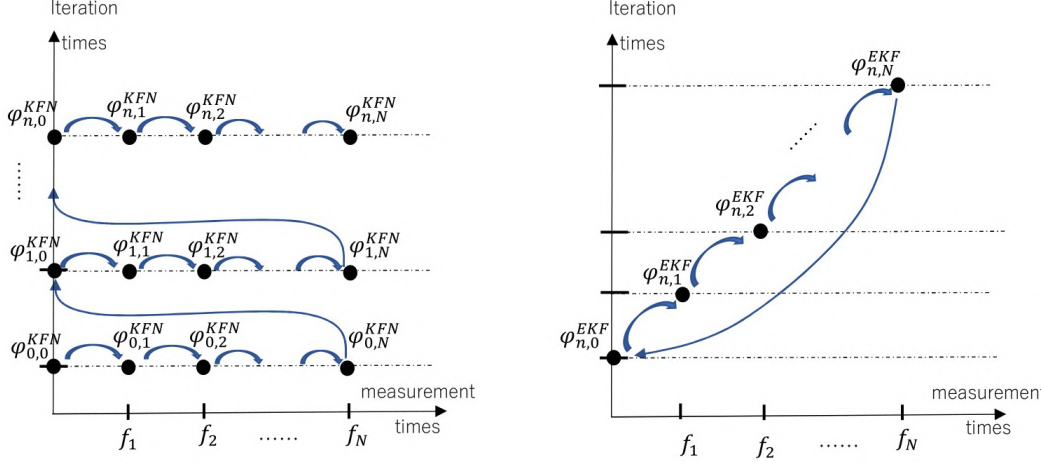 Iteration
times
φ_{n,0}^{KFN} φ_{n,1}^{KFN} φ_{n,2}^{KFN} φ_{n,N}^{KFN}
......
φ_{1,0}^{KFN} φ_{1,1}^{KFN} φ_{1,2}^{KFN} φ_{1,N}^{KFN}
φ_{0,0}^{KFN} φ_{0,1}^{KFN} φ_{0,2}^{KFN} φ_{0,N}^{KFN}
measurement
times
f_1 f_2 ...... f_N
Iteration
times
φ_{n,N}^{EKF}
......
φ_{n,2}^{EKF}
φ_{n,1}^{EKF}
φ_{n,0}^{EKF}
measurement
times
f_1 f_2 ...... f_N